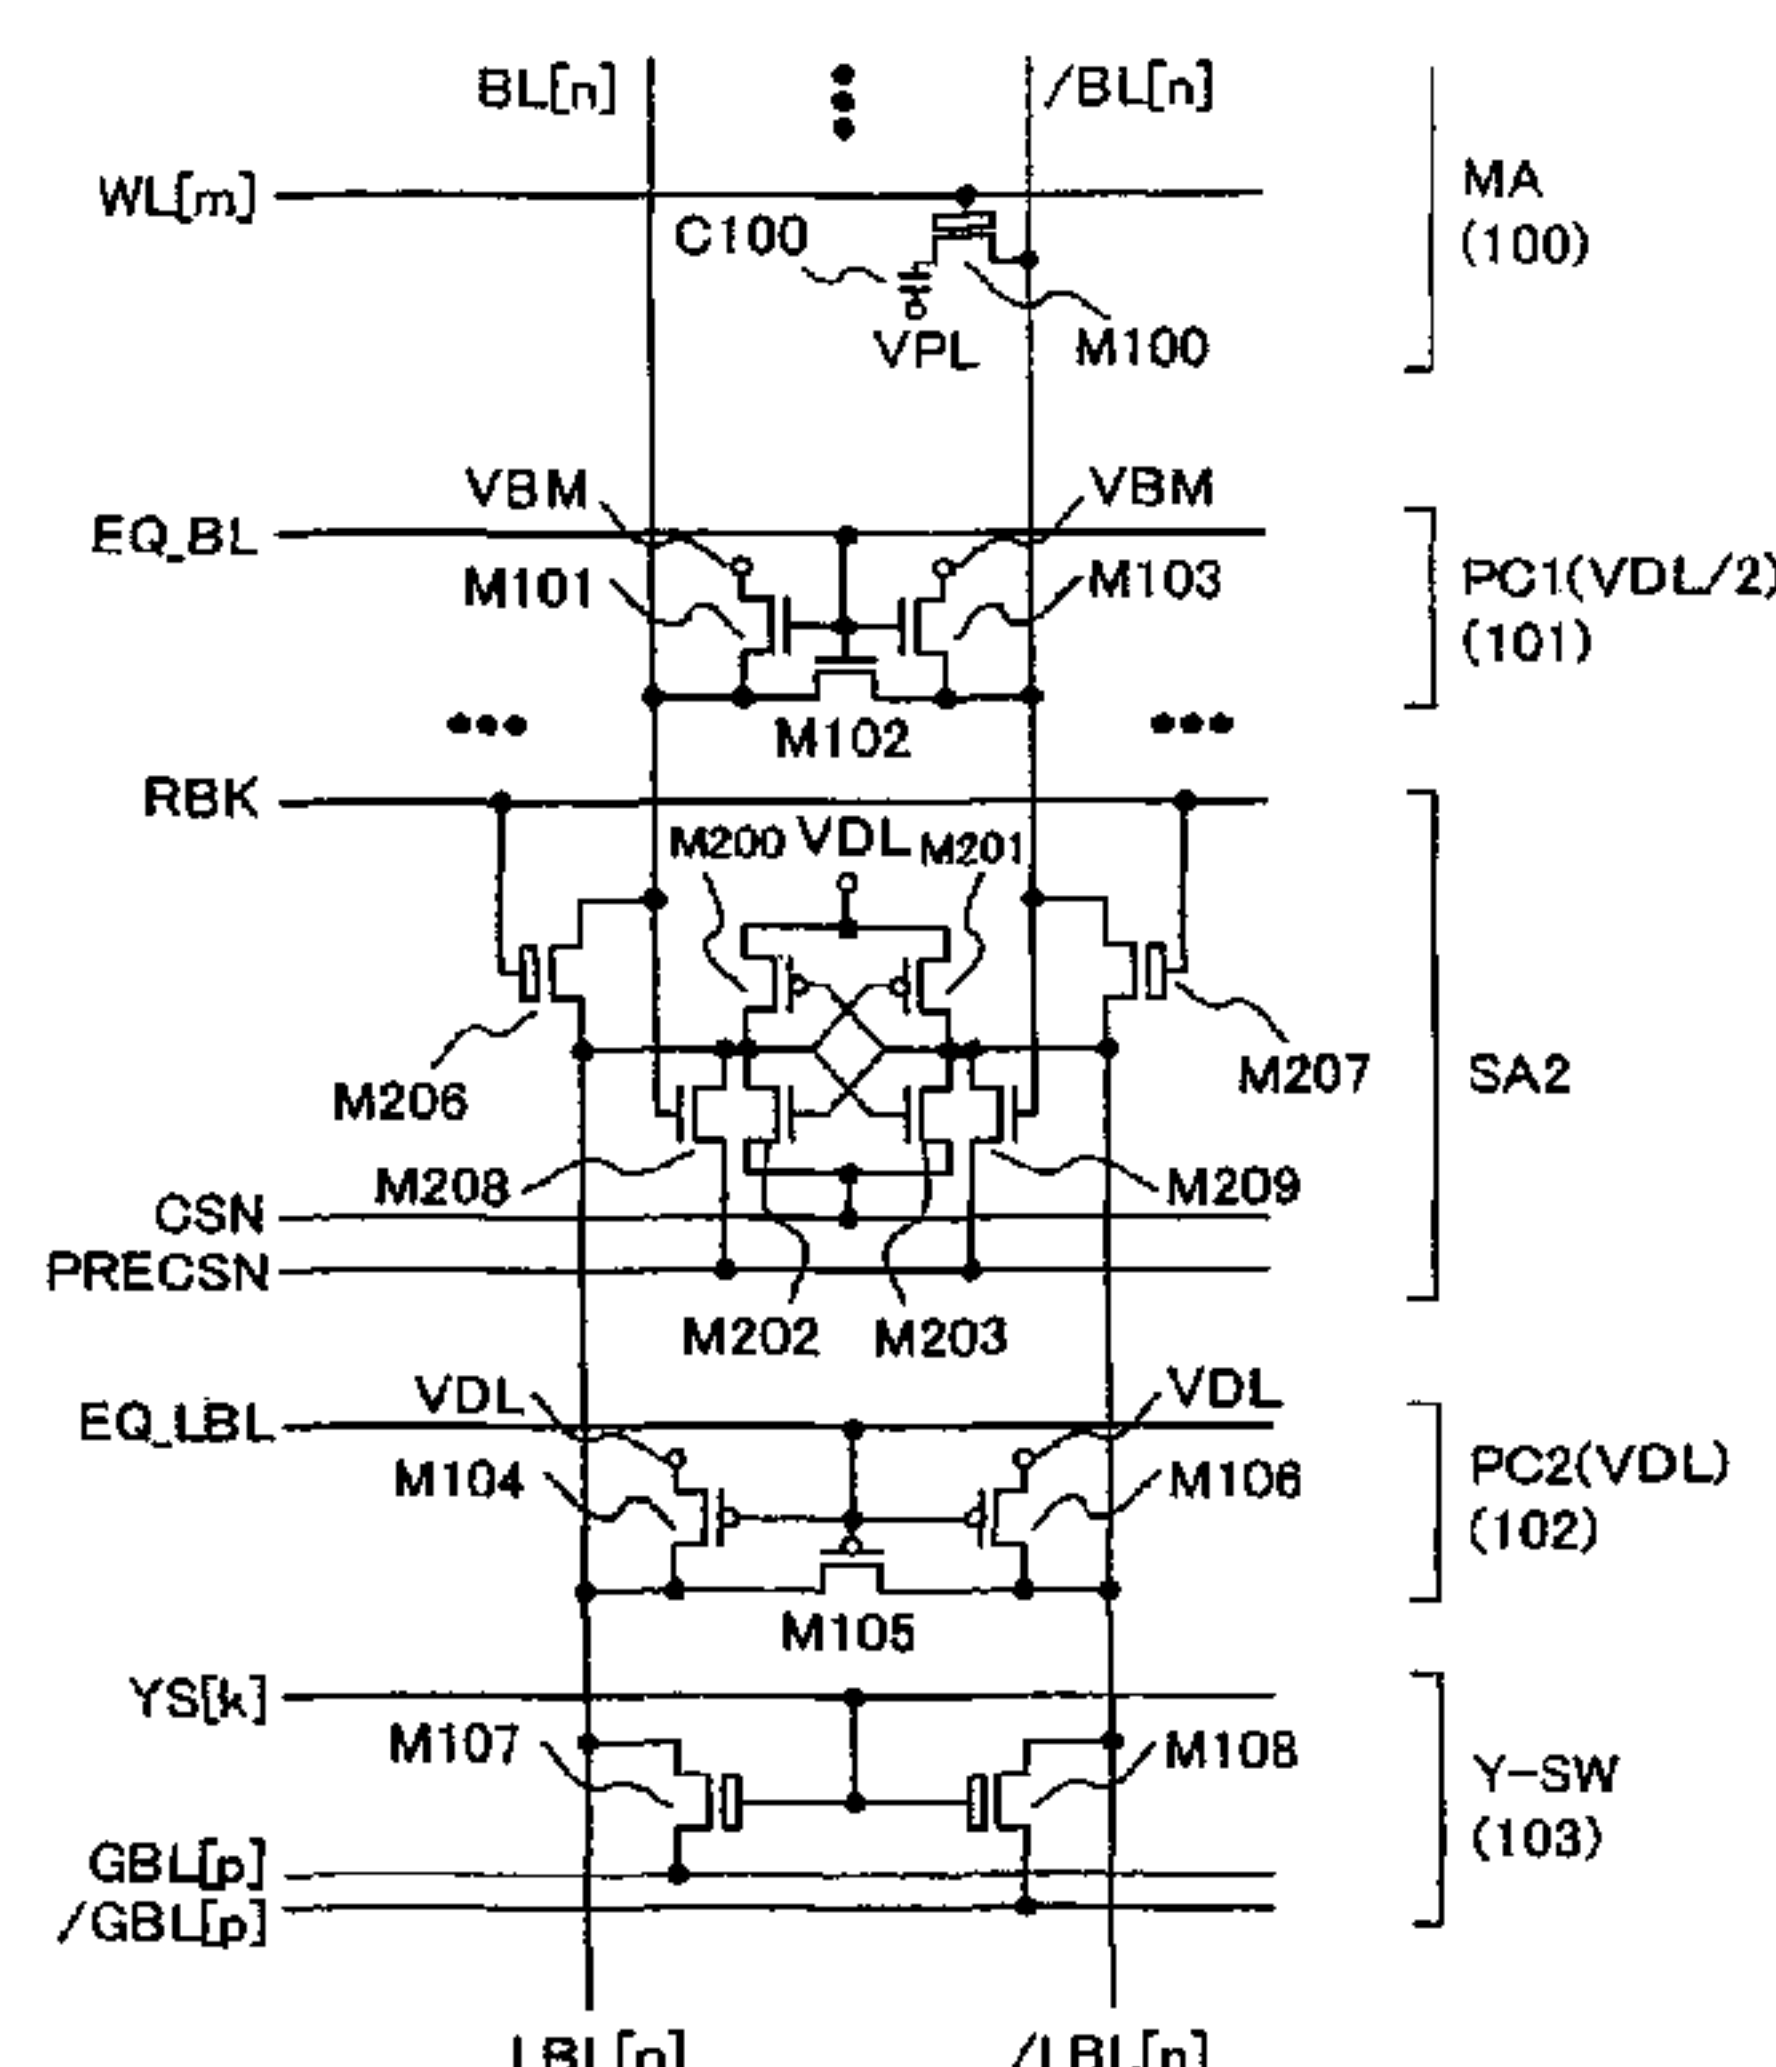 BL[n]
/BL[n]
WL[m]
C100
VPL
M100
MA
(100)
VBM
VBM
EQ_BL
M101
M103
PC1(VDL/2)
(101)
M102
RBK
M200
VDL
M201
M206
M207
SA2
M208
M209
CSN
PRECSN
M202
M203
VDL
VDL
EQ_LBL
M104
M106
PC2(VDL)
(102)
M105
YS[k]
M107
M108
Y-SW
(103)
GBL[p]
/GBL[p]
LBL[n]
/LBL[n]